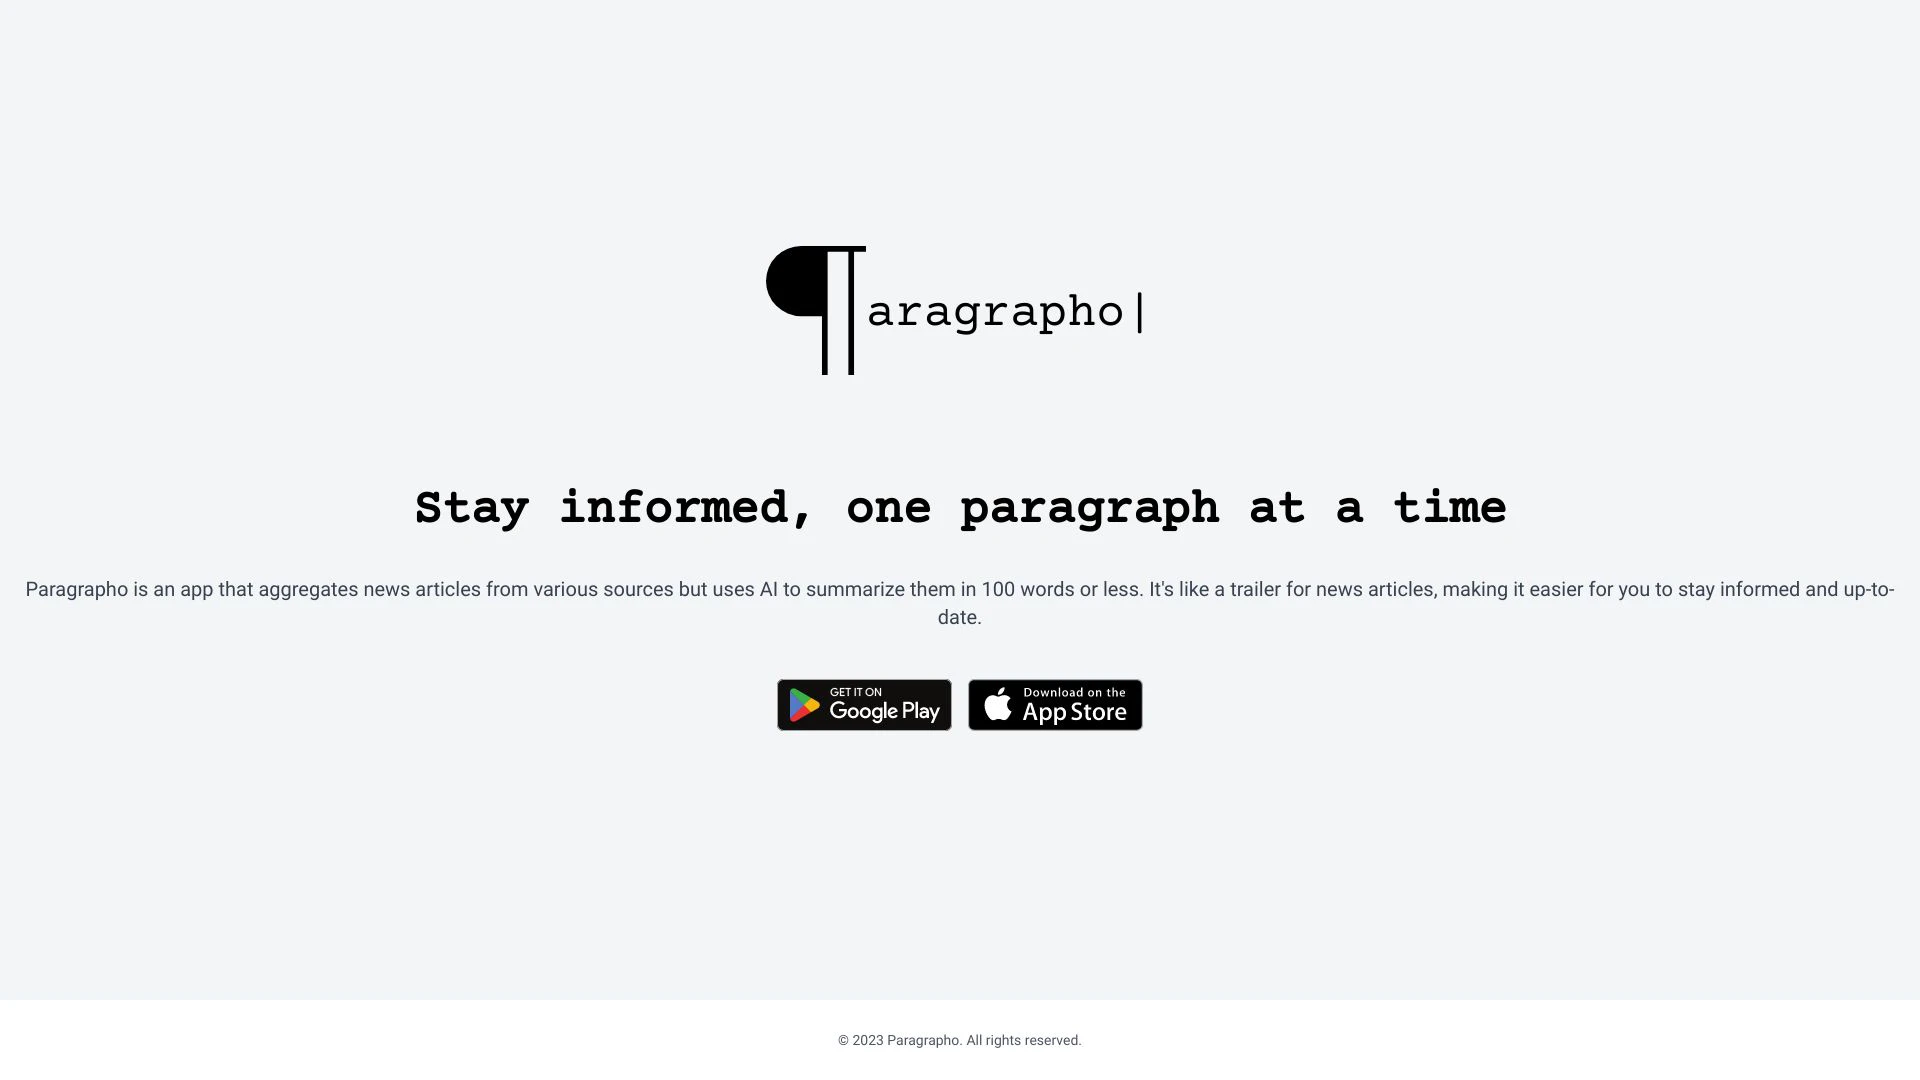 ¶aragrapho|
Stay informed, one paragraph at a time
Paragrapho is an app that aggregates news articles from various sources but uses AI to summarize them in 100 words or less. It's like a trailer for news articles, making it easier for you to stay informed and up-to-
date.
GET IT ON
Google Play
Download on the
App Store
© 2023 Paragrapho. All rights reserved.